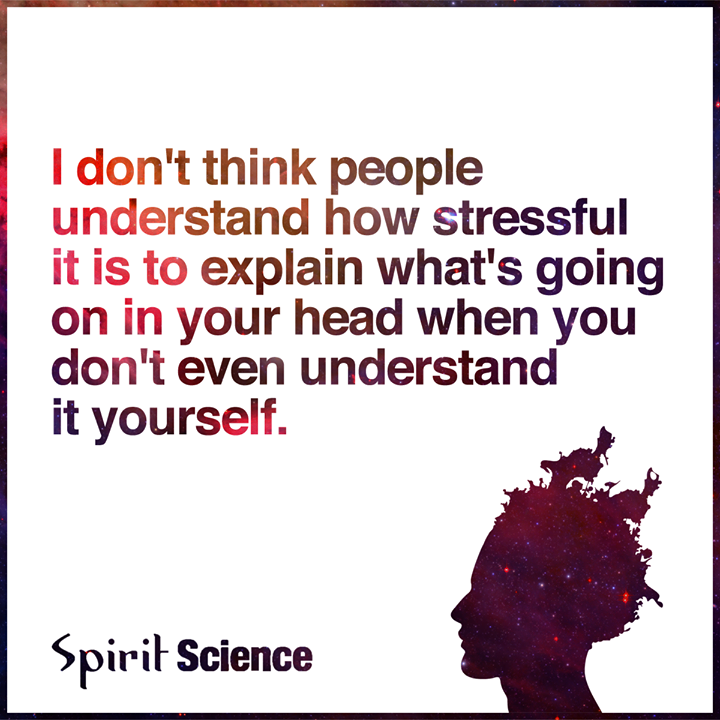 I don't think people
understand how stressful
it is to explain what's going
on in your head when you
don't even understand
it yourself.
Spirit Science